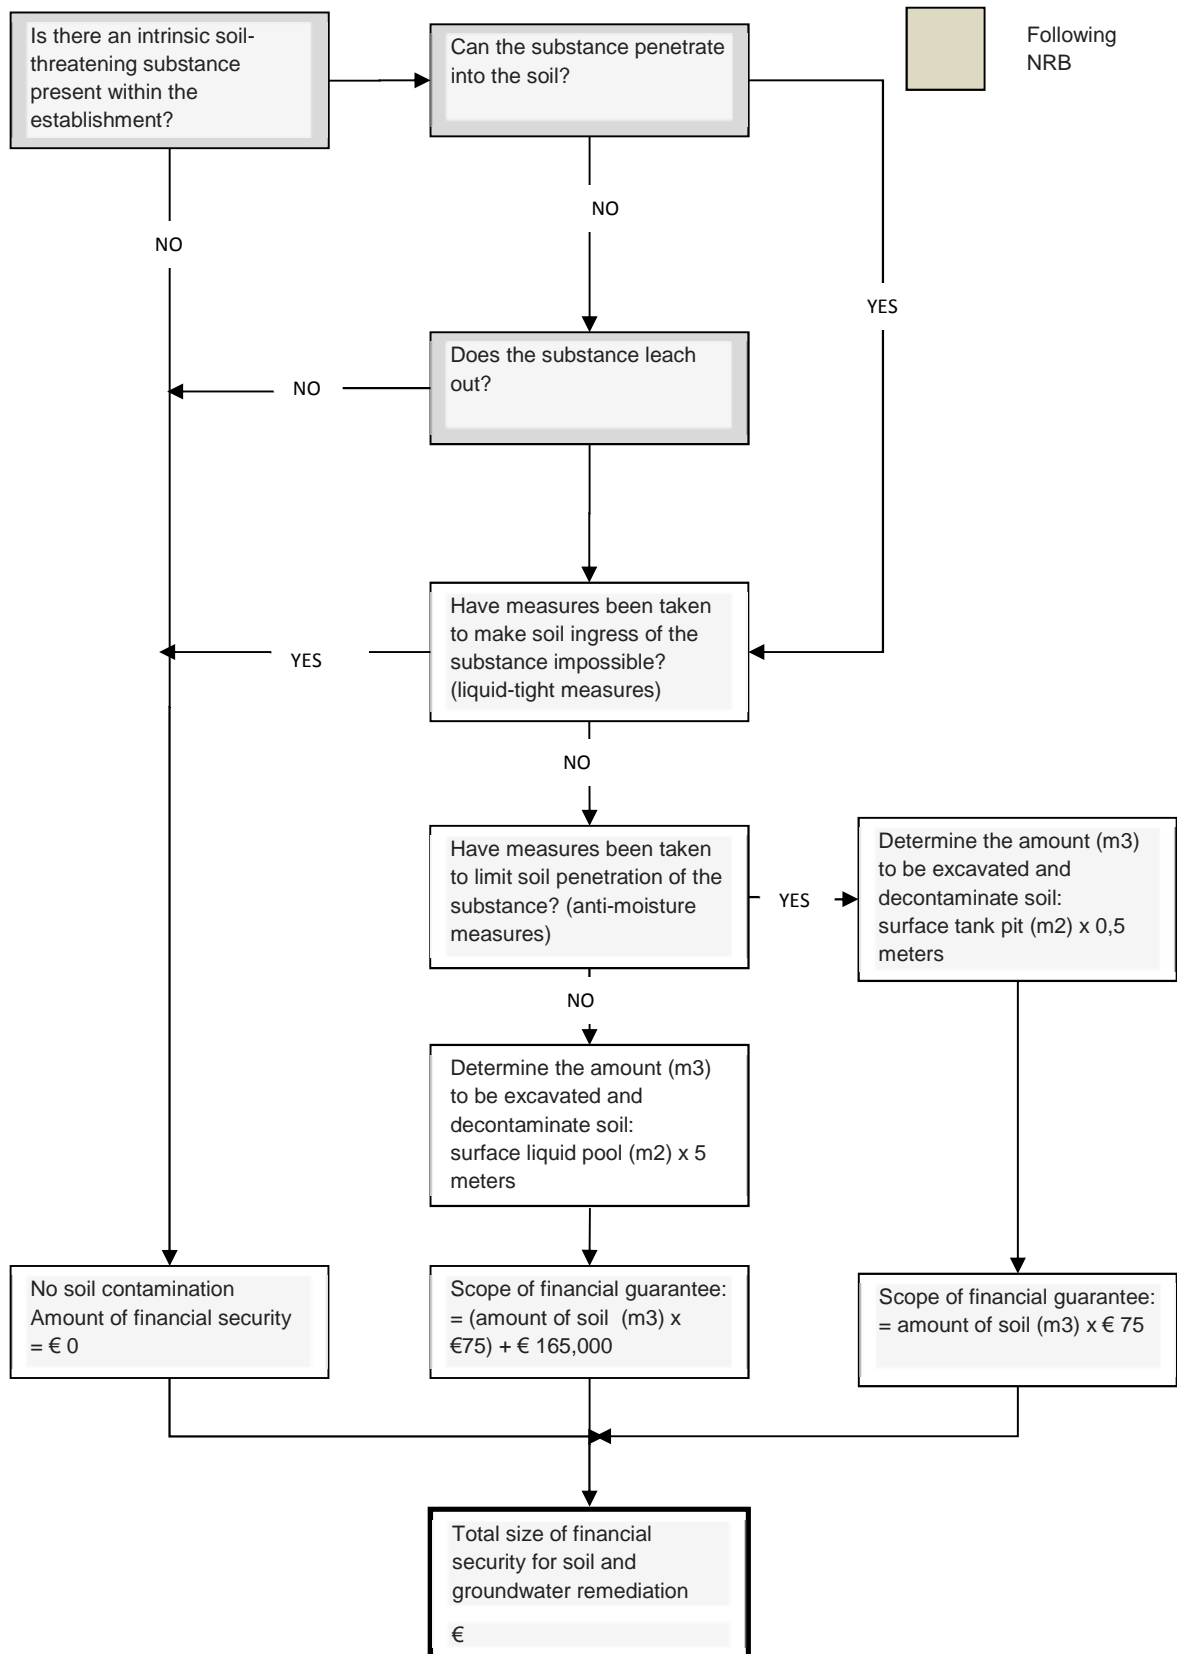 Is there an intrinsic soil-
threatening substance
present within the
establishment?
Can the substance penetrate
into the soil?
Following
NRB
NO
NO
YES
Does the substance leach
out?
NO
Have measures been taken
to make soil ingress of the
substance impossible?
(liquid-tight measures)
YES
NO
Have measures been taken
to limit soil penetration of the
substance? (anti-moisture
measures)
YES
Determine the amount (m3)
to be excavated and
decontaminate soil:
surface tank pit (m2) x 0,5
meters
NO
Determine the amount (m3)
to be excavated and
decontaminate soil:
surface liquid pool (m2) x 5
meters
No soil contamination
Amount of financial security
= € 0
Scope of financial guarantee:
= (amount of soil (m3) x
€75) + € 165,000
Scope of financial guarantee:
= amount of soil (m3) x € 75
Total size of financial
security for soil and
groundwater remediation
€